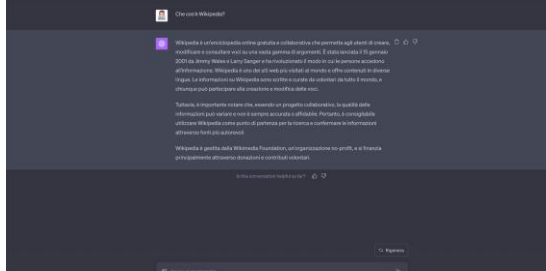 Che cos'è Wikipedia?
Wikipedia è un'enciclopedia online gratuita e collaborativa che permette agli utenti di creare,
modificare e consultare voci su una vasta gamma di argomenti. È stata lanciata il 15 gennaio
2001 da Jimmy Wales e Larry Sanger e ha rivoluzionato il modo in cui le persone accedono
all'informazione. Wikipedia è uno dei siti web più visitati al mondo e offre contenuti in diverse
lingue. Le informazioni su Wikipedia sono scritte e curate da volontari da tutto il mondo, e
chiunque può partecipare alla creazione e modifica delle voci.
Tuttavia, è importante notare che, essendo un progetto collaborativo, la qualità delle
informazioni può variare e non è sempre accurata o affidabile. Pertanto, è consigliabile
utilizzare Wikipedia come punto di partenza per la ricerca e confermare le informazioni
attraverso fonti più autorevoli.
Wikipedia è gestita dalla Wikimedia Foundation, un'organizzazione no-profit, e si finanzia
principalmente attraverso donazioni e contributi volontari.
Is this conversation helpful so far?